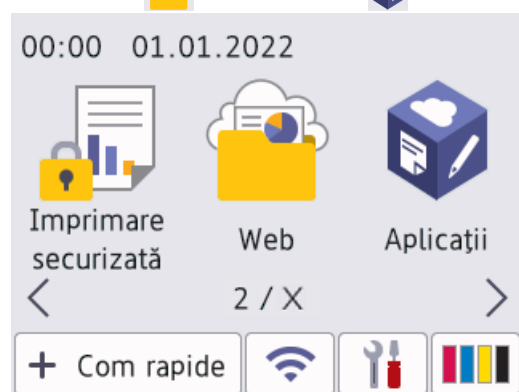 00:00 01.01.2022
Imprimare
securizată
Web
Aplicații
< 2 / X >
+ Com rapide